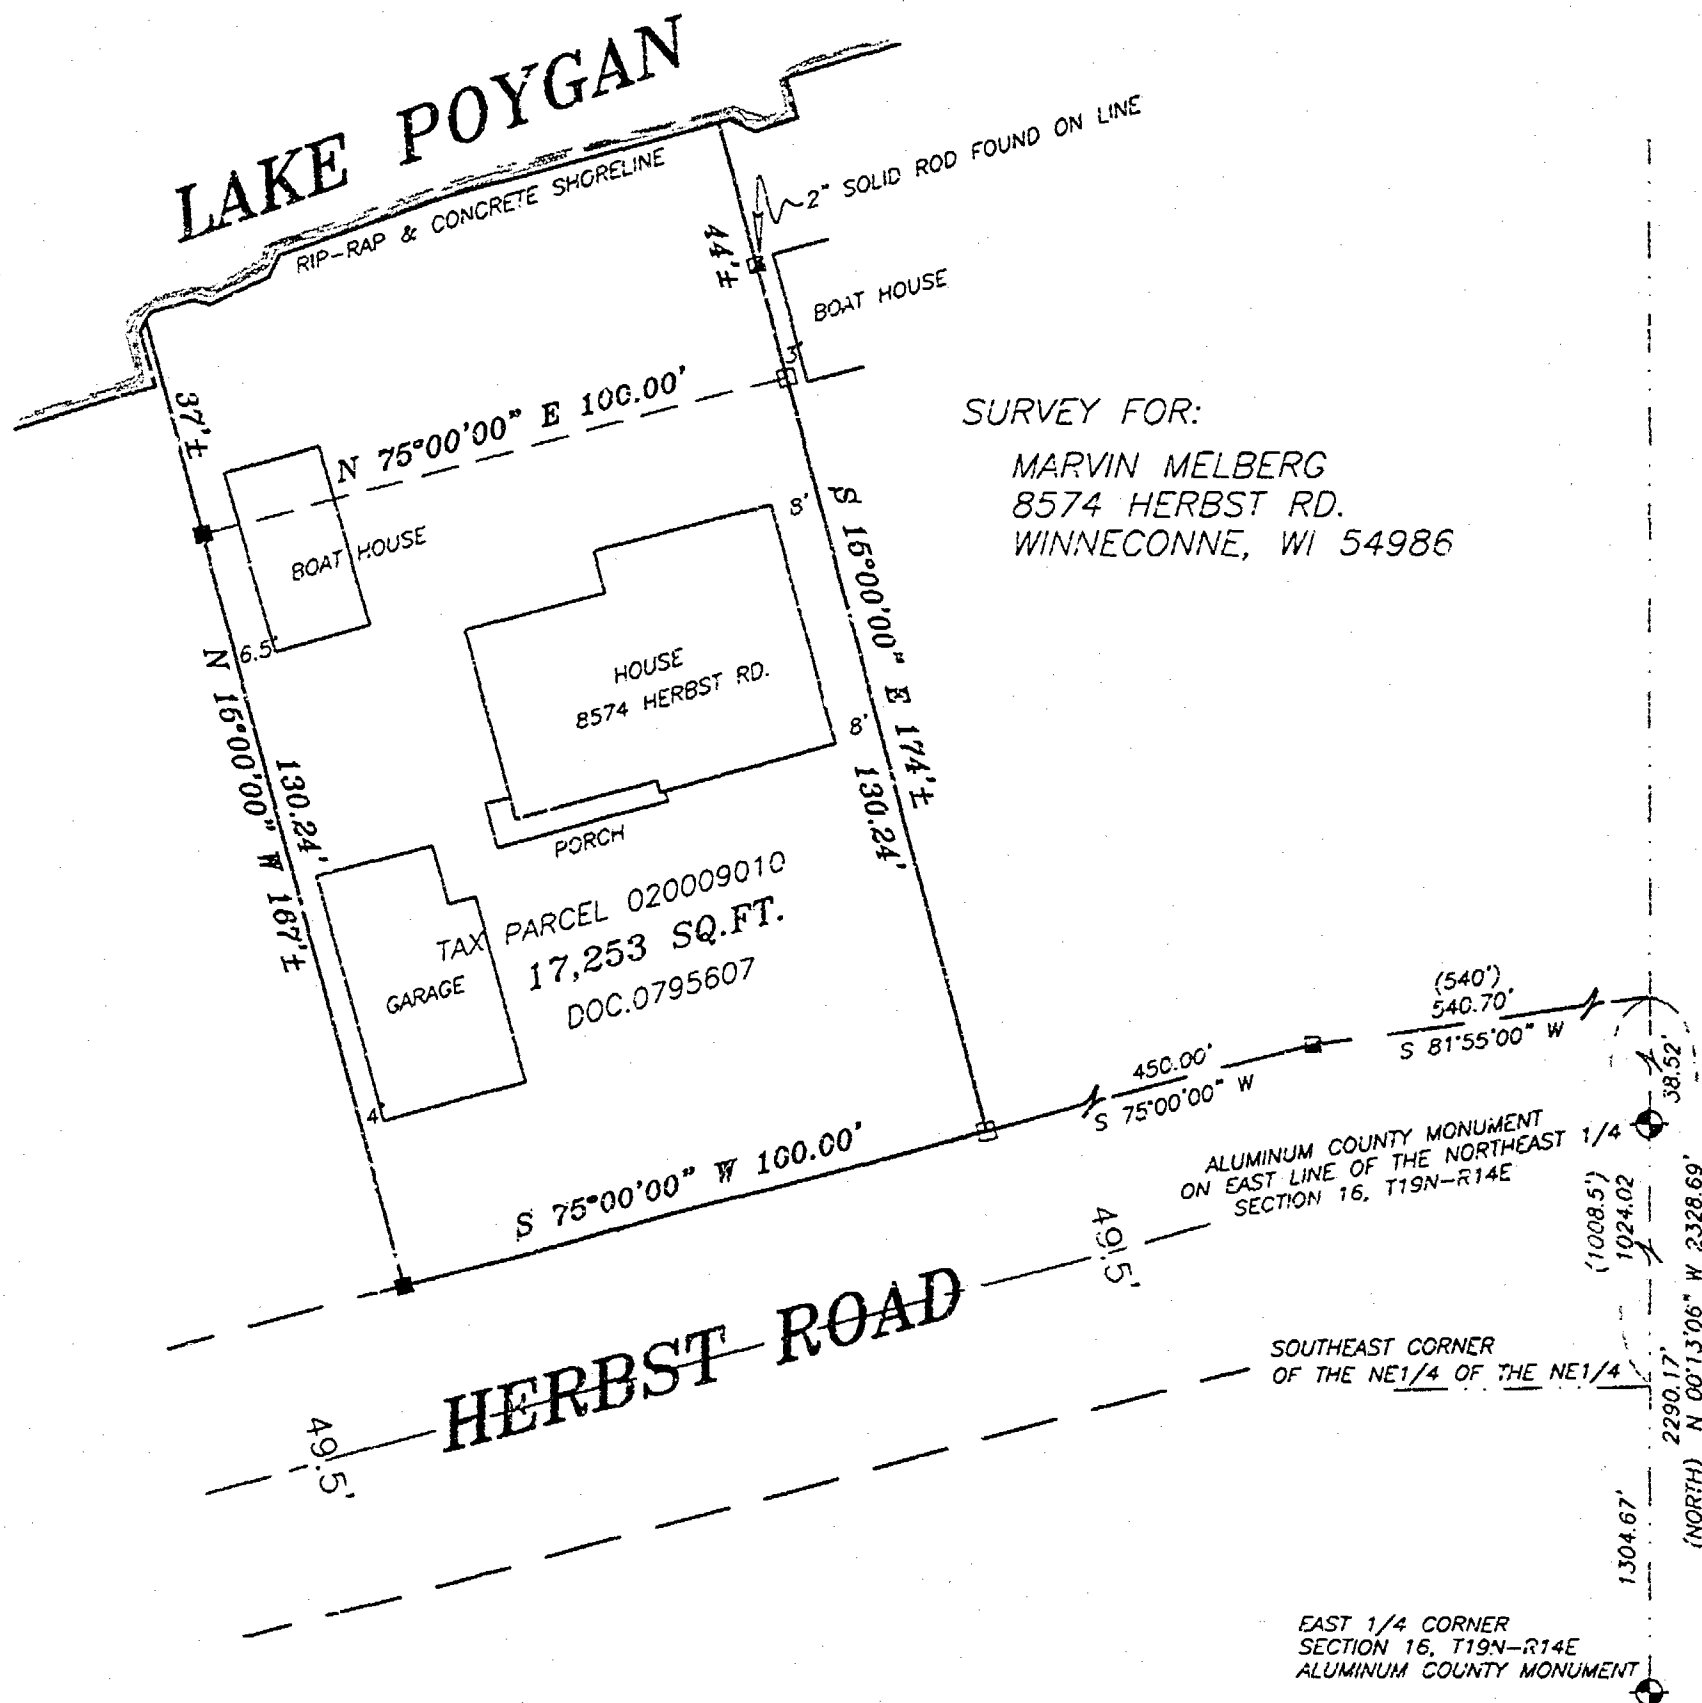 LAKE POYGAN
RIP-RAP & CONCRETE SHORELINE
2" SOLID ROD FOUND ON LINE
44'±
BOAT HOUSE
3'
37'±
N 75°00'00" E 100.00'
SURVEY FOR:
MARVIN MELBERG
8574 HERBST RD.
WINNECONNE, WI 54986
BOAT HOUSE
6.5'
8'
S 15°00'00" E 174'±
130.24'
HOUSE
8574 HERBST RD.
8'
N 15°00'00" W 167'±
130.24'
PORCH
TAX PARCEL 020009010
17,253 SQ.FT.
DOC.0795607
GARAGE
4'
S 75°00'00" W 100.00'
450.00'
S 75°00'00" W
(540')
540.70'
S 81°55'00" W
38.52'
ALUMINUM COUNTY MONUMENT
ON EAST LINE OF THE NORTHEAST 1/4
SECTION 16, T19N-R14E
(1008.5')
1024.02
49.5'
HERBST ROAD
49.5'
SOUTHEAST CORNER
OF THE NE1/4 OF THE NE1/4
2290.17'
(NORTH) N 00°13'06" W 2328.69'
1304.67'
EAST 1/4 CORNER
SECTION 16, T19N-R14E
ALUMINUM COUNTY MONUMENT